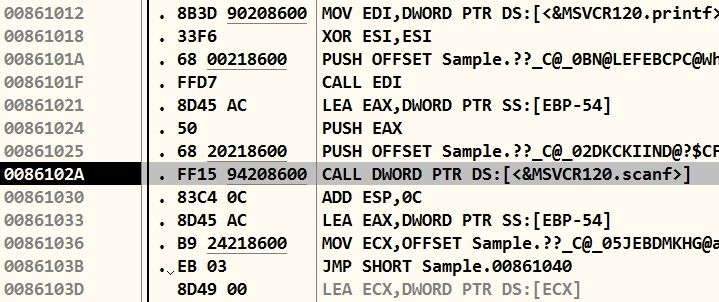 00861012 . 8B3D 90208600 MOV EDI,DWORD PTR DS:[<&MSVCR120.printf>
00861018 . 33F6 XOR ESI,ESI
0086101A . 68 00218600 PUSH OFFSET Sample.??_C@_0BN@LEFEBCPC@Wh
0086101F . FFD7 CALL EDI
00861021 . 8D45 AC LEA EAX,DWORD PTR SS:[EBP-54]
00861024 . 50 PUSH EAX
00861025 . 68 20218600 PUSH OFFSET Sample.??_C@_02DKCKIIND@?$CF
0086102A . FF15 94208600 CALL DWORD PTR DS:[<&MSVCR120.scanf>]
00861030 . 83C4 0C ADD ESP,0C
00861033 . 8D45 AC LEA EAX,DWORD PTR SS:[EBP-54]
00861036 . B9 24218600 MOV ECX,OFFSET Sample.??_C@_05JEBDMKHG@a
0086103B . EB 03 JMP SHORT Sample.00861040
0086103D 8D49 00 LEA ECX,DWORD PTR DS:[ECX]